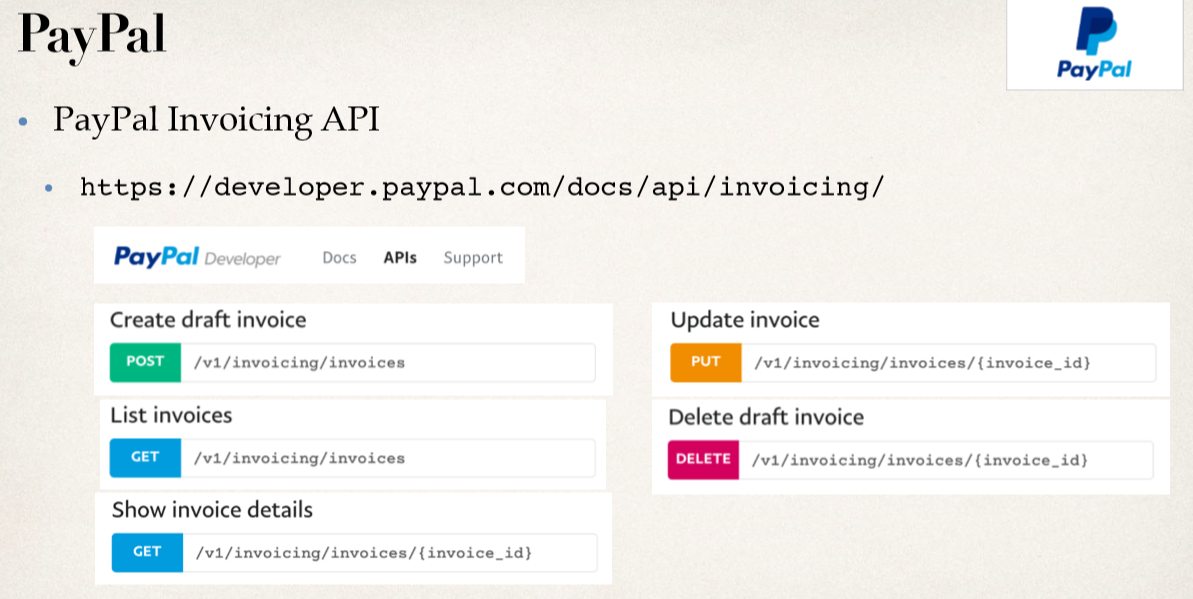 PayPal
PayPal
PayPal Invoicing API
https://developer.paypal.com/docs/api/invoicing/
PayPal Developer Docs APIs Support
Create draft invoice
POST /v1/invoicing/invoices
List invoices
GET /v1/invoicing/invoices
Show invoice details
GET /v1/invoicing/invoices/{invoice_id}
Update invoice
PUT /v1/invoicing/invoices/{invoice_id}
Delete draft invoice
DELETE /v1/invoicing/invoices/{invoice_id}